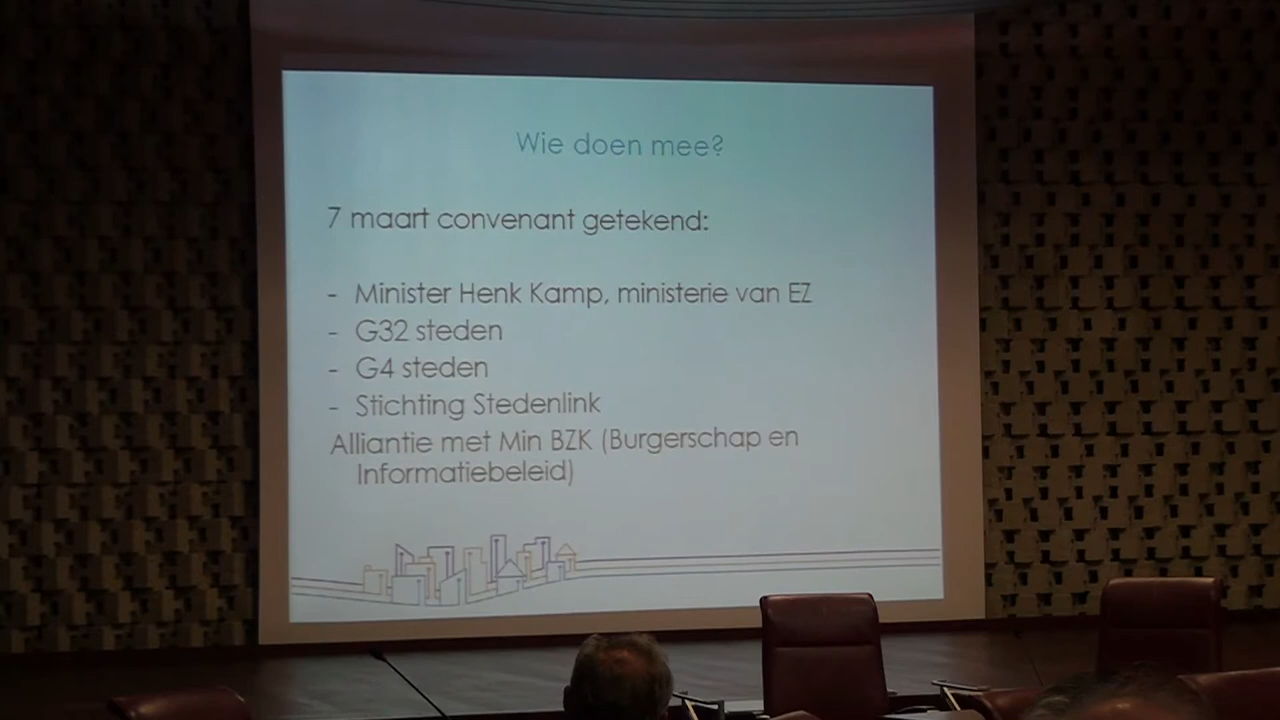 Wie doen mee?
7 maart convenant getekend:
- Minister Henk Kamp, ministerie van EZ
- G32 steden
- G4 steden
- Stichting Stedenlink
Alliantie met Min BZK (Burgerschap en
Informatiebeleid)